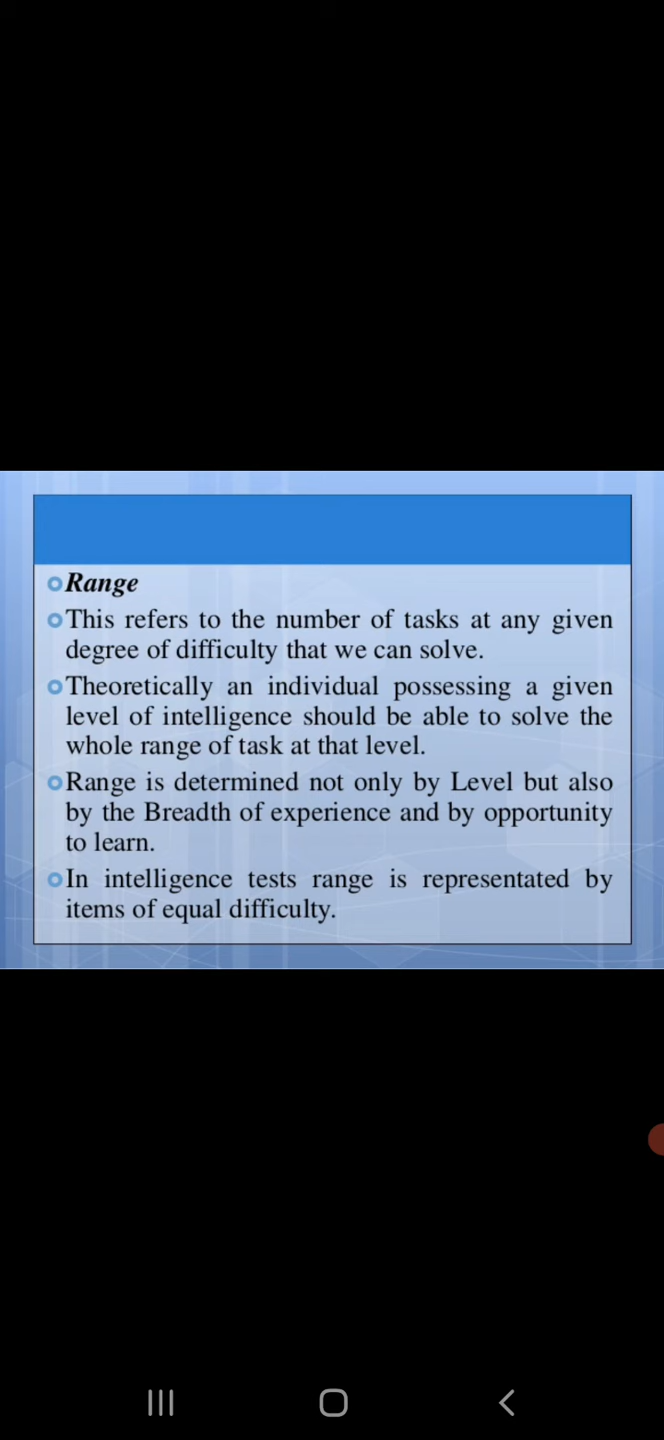 Range
This refers to the number of tasks at any given
degree of difficulty that we can solve.
Theoretically an individual possessing a given
level of intelligence should be able to solve the
whole range of task at that level.
Range is determined not only by Level but also
by the Breadth of experience and by opportunity
to learn.
In intelligence tests range is representated by
items of equal difficulty.